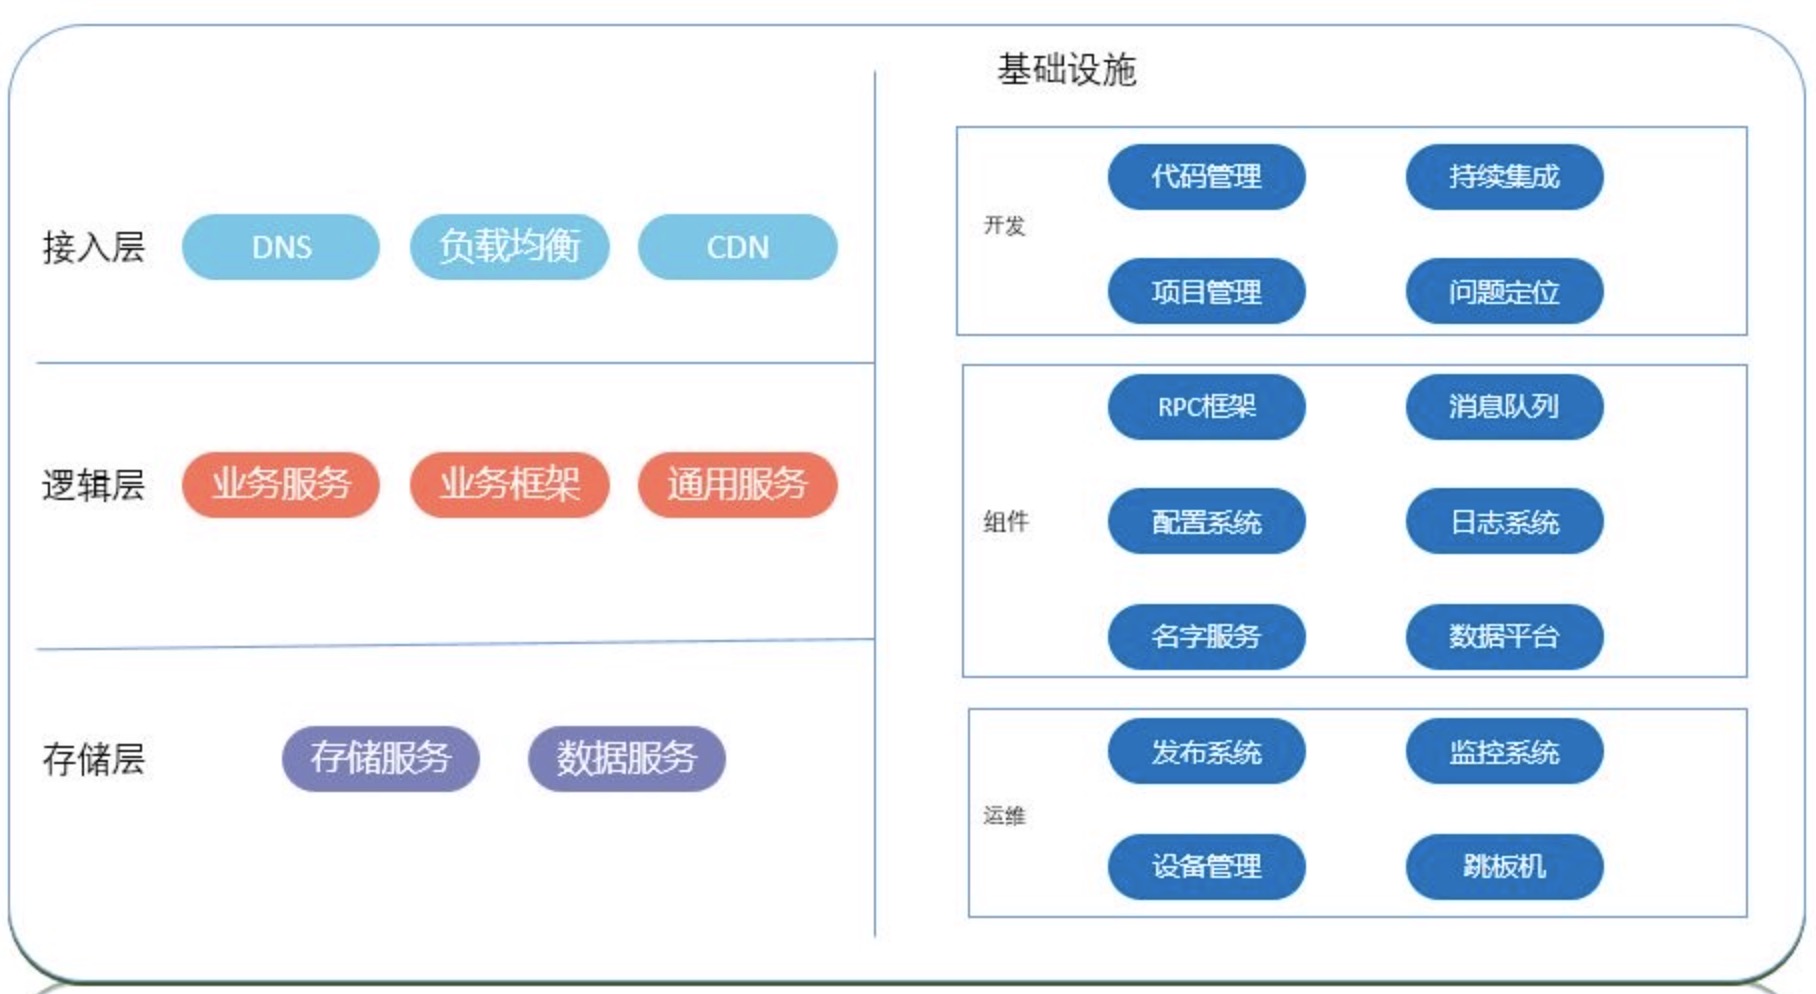 接入层
DNS
负载均衡
CDN
逻辑层
业务服务
业务框架
通用服务
存储层
存储服务
数据服务
基础设施
开发
代码管理
持续集成
项目管理
问题定位
组件
RPC框架
消息队列
配置系统
日志系统
名字服务
数据平台
运维
发布系统
监控系统
设备管理
跳板机